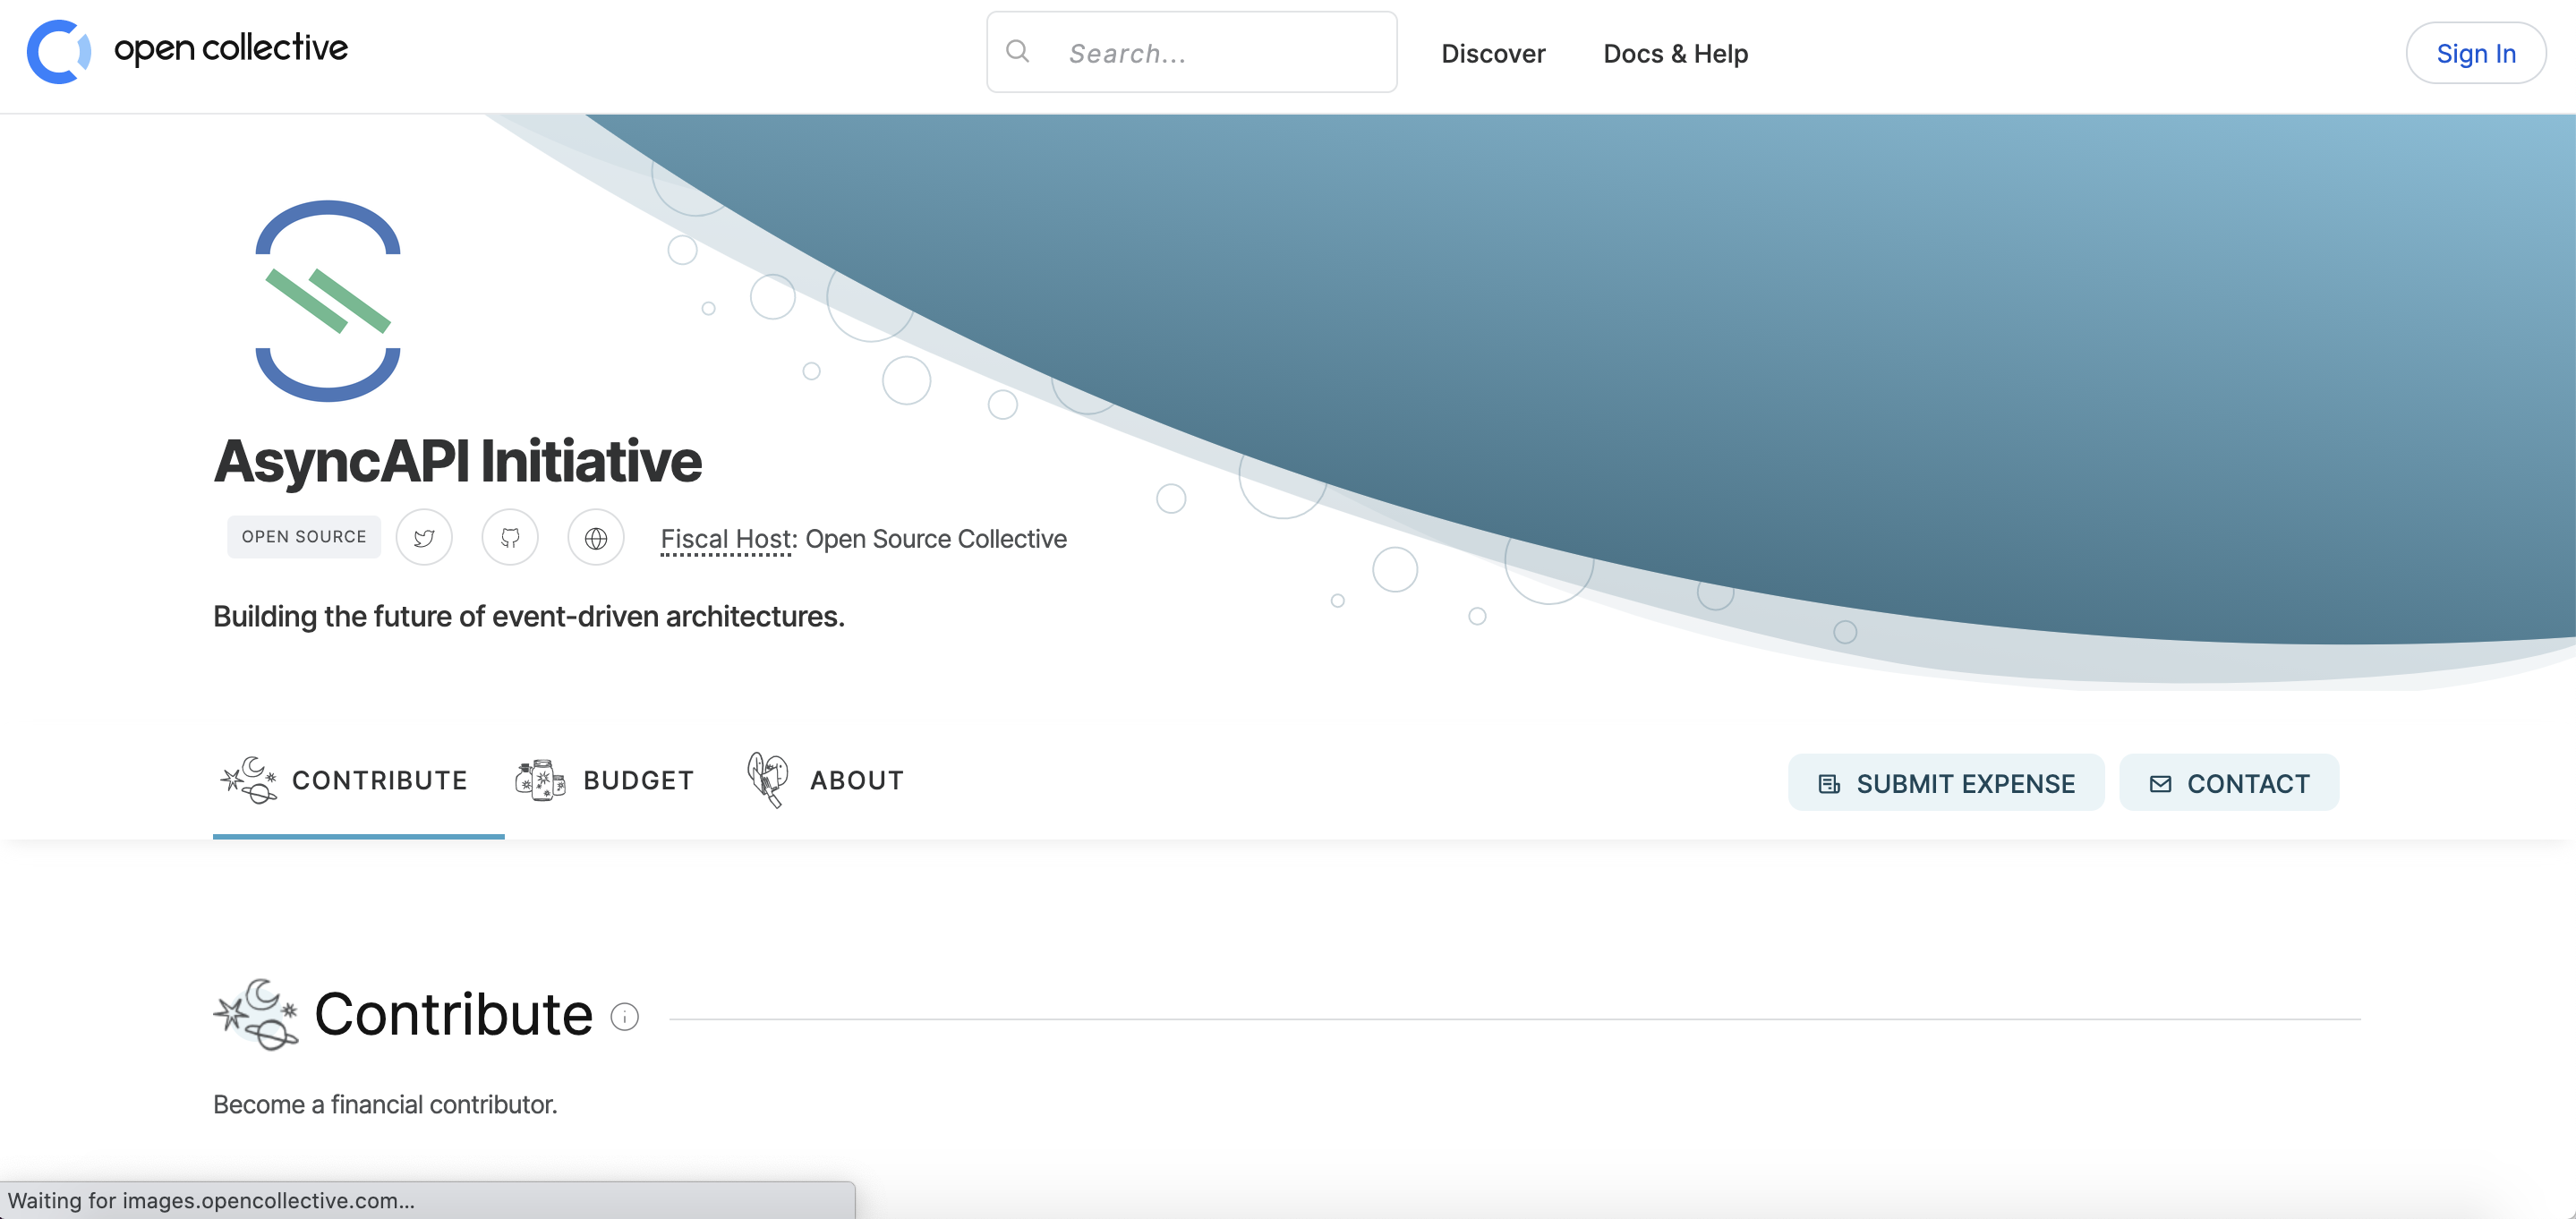 open collective
Search...
Discover
Docs & Help
Sign In
AsyncAPI Initiative
OPEN SOURCE
Fiscal Host: Open Source Collective
Building the future of event-driven architectures.
CONTRIBUTE
BUDGET
ABOUT
SUBMIT EXPENSE
CONTACT
Contribute
Become a financial contributor.
Waiting for images.opencollective.com...